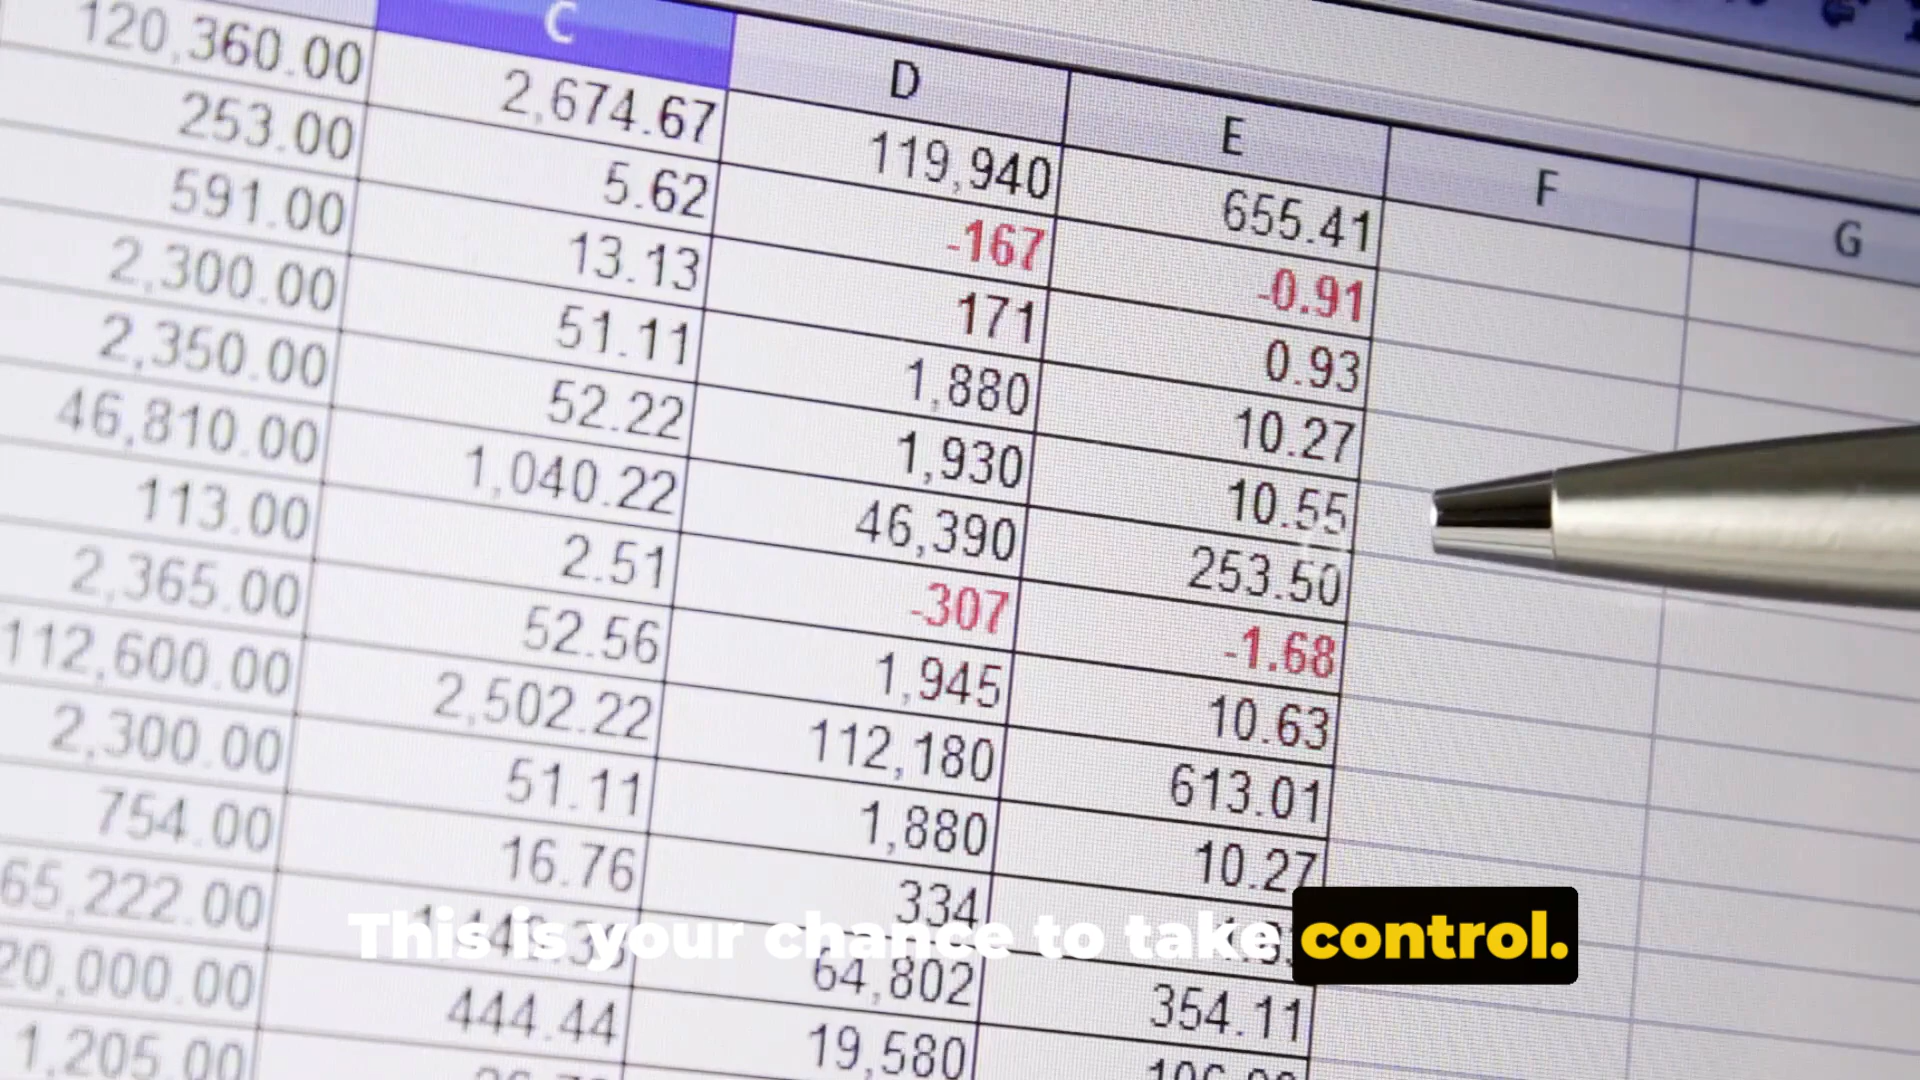 C D E F G
120,360.00 2,674.67 119,940 655.41
253.00 5.62 -167 -0.91
591.00 13.13 171 0.93
2,300.00 51.11 1,880 10.27
2,350.00 52.22 1,930 10.55
46,810.00 1,040.22 46,390 253.50
113.00 2.51 -307 -1.68
2,365.00 52.56 1,945 10.63
112,600.00 2,502.22 112,180 613.01
2,300.00 51.11 1,880 10.27
754.00 16.76 334
65,222.00 64,802 354.11
20,000.00 444.44 19,580
1,205.00
This is your chance to take control.